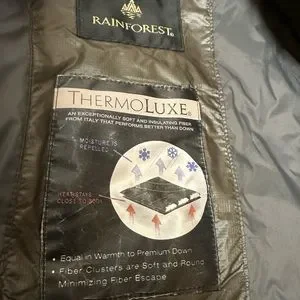 RAINFOREST®
THERMOLUXE®
AN EXCEPTIONALLY SOFT AND INSULATING FIBER
FROM ITALY THAT PERFORMS BETTER THAN DOWN
MOISTURE IS
REPELLED
HEAT STAYS
CLOSE TO BODY
• Equal in Warmth to Premium Down
• Fiber Clusters are Soft and Round
Minimizing Fiber Escape